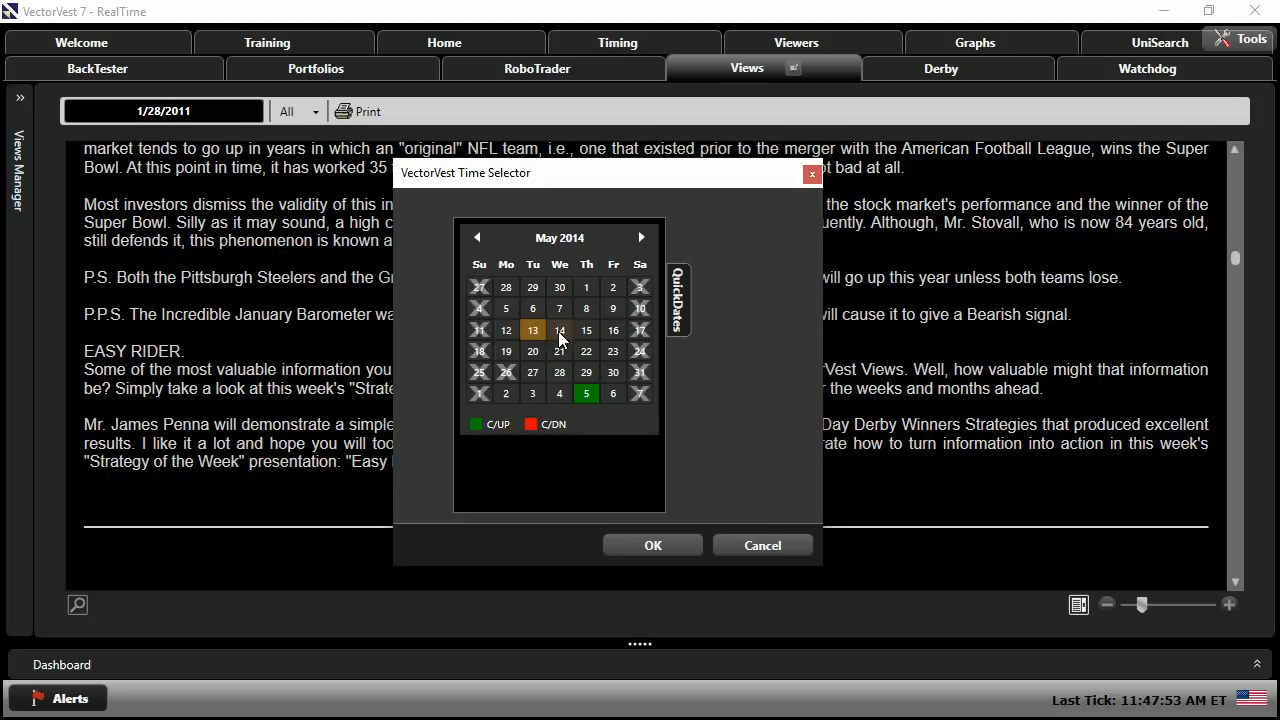 VectorVest 7 - RealTime
Welcome Training Home Timing Viewers Graphs UniSearch Tools
BackTester Portfolios RoboTrader Views Derby Watchdog
Views Manager
1/28/2011 All Print
market tends to go up in years in which an "original" NFL team, i.e., one that existed prior to the merger with the American Football League, wins the Super
Bowl. At this point in time, it has worked 35 t bad at all.
Most investors dismiss the validity of this in the stock market's performance and the winner of the
Super Bowl. Silly as it may sound, a high c uently. Although, Mr. Stovall, who is now 84 years old,
still defends it, this phenomenon is known a
P.S. Both the Pittsburgh Steelers and the Gr will go up this year unless both teams lose.
P.P.S. The Incredible January Barometer wa ill cause it to give a Bearish signal.
EASY RIDER.
Some of the most valuable information you Vest Views. Well, how valuable might that information
be? Simply take a look at this week's "Strate r the weeks and months ahead.
Mr. James Penna will demonstrate a simple Day Derby Winners Strategies that produced excellent
results. I like it a lot and hope you will too ate how to turn information into action in this week's
"Strategy of the Week" presentation: "Easy
VectorVest Time Selector x
May 2014
Su Mo Tu We Th Fr Sa
27 28 29 30 1 2 3
4 5 6 7 8 9 10
11 12 13 14 15 16 17
18 19 20 21 22 23 24
25 26 27 28 29 30 31
1 2 3 4 5 6 7
C/UP C/DN
QuickDates
OK Cancel
Dashboard
Alerts Last Tick: 11:47:53 AM ET